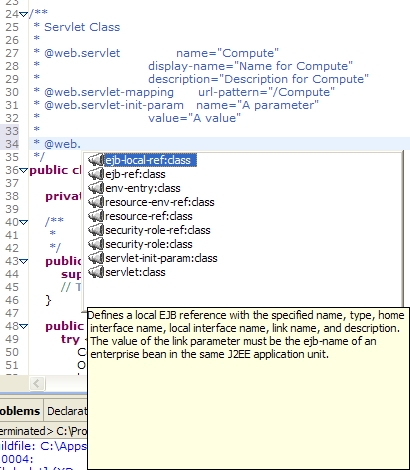 23
24 /**
25 * Servlet Class
26 *
27 * @web.servlet name="Compute"
28 * display-name="Name for Compute"
29 * description="Description for Compute"
30 * @web.servlet-mapping url-pattern="/Compute"
31 * @web.servlet-init-param name="A parameter"
32 * value="A value"
33 *
34 * @web.
35 */
ejb-local-ref:class
36 public cl
ejb-ref:class
37
env-entry:class
38 privat
resource-env-ref:class
39
resource-ref:class
40 /**
security-role-ref:class
41 *
security-role:class
42 */
servlet-init-param:class
43 public
servlet:class
44 sup
45 // T
46 }
47
Defines a local EJB reference with the specified name, type, home
interface name, local interface name, link name, and description.
The value of the link parameter must be the ejb-name of an
enterprise bean in the same J2EE application unit.
48 public
49 try
50 C
51 O
oblems Declarat
erminated> C:\Pro
ildfile: C:\Apps
0004: